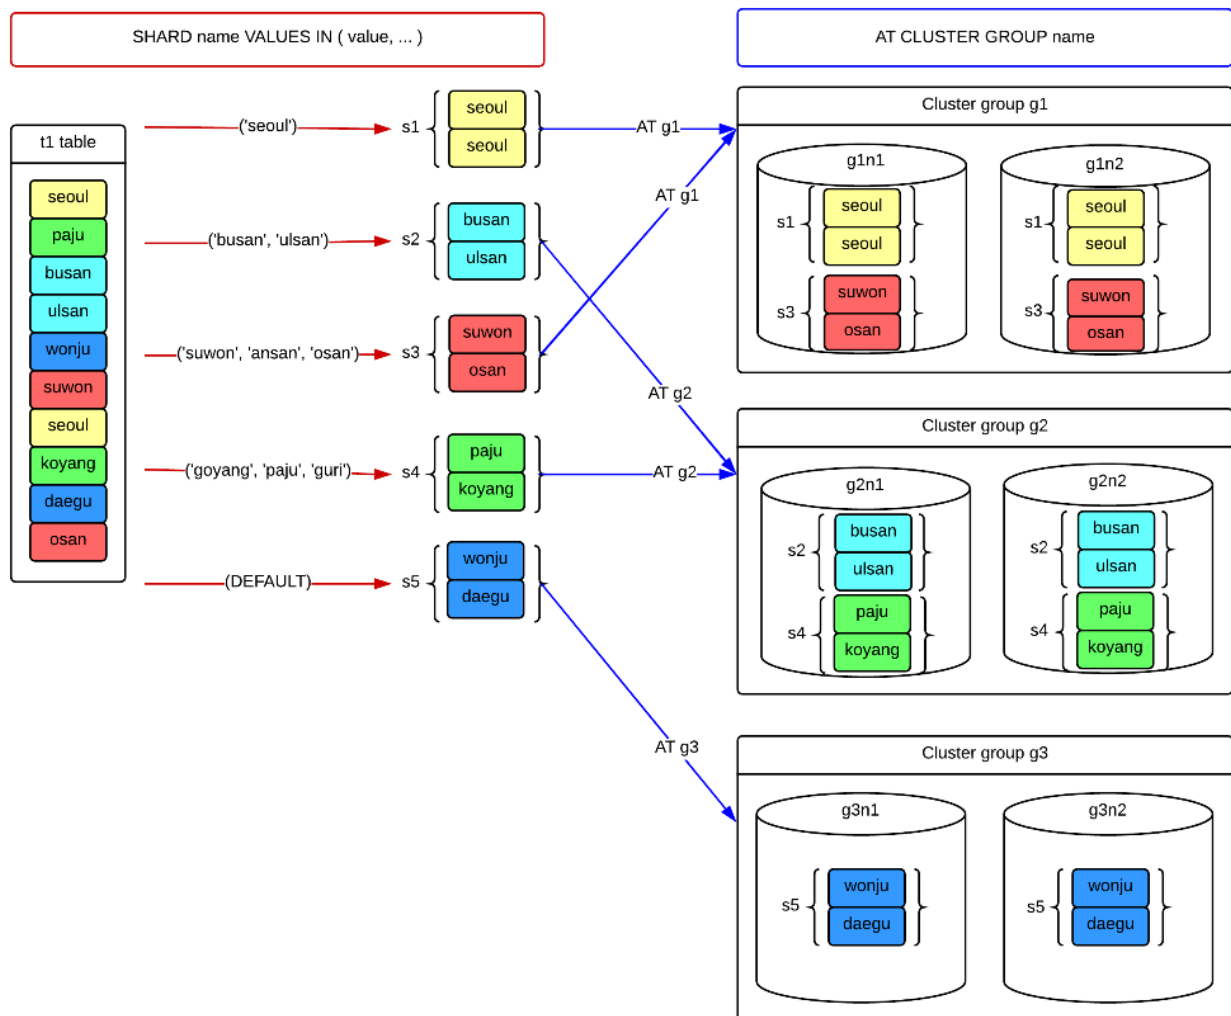 SHARD name VALUES IN ( value, ... )
AT CLUSTER GROUP name
t1 table
seoul
paju
busan
ulsan
wonju
suwon
seoul
koyang
daegu
osan
('seoul')
s1
seoul
seoul
AT g1
('busan', 'ulsan')
s2
busan
ulsan
AT g2
('suwon', 'ansan', 'osan')
s3
suwon
osan
AT g1
('goyang', 'paju', 'guri')
s4
paju
koyang
AT g2
(DEFAULT)
s5
wonju
daegu
AT g3
Cluster group g1
g1n1
s1
seoul
seoul
s3
suwon
osan
g1n2
s1
seoul
seoul
s3
suwon
osan
Cluster group g2
g2n1
s2
busan
ulsan
s4
paju
koyang
g2n2
s2
busan
ulsan
s4
paju
koyang
Cluster group g3
g3n1
s5
wonju
daegu
g3n2
s5
wonju
daegu